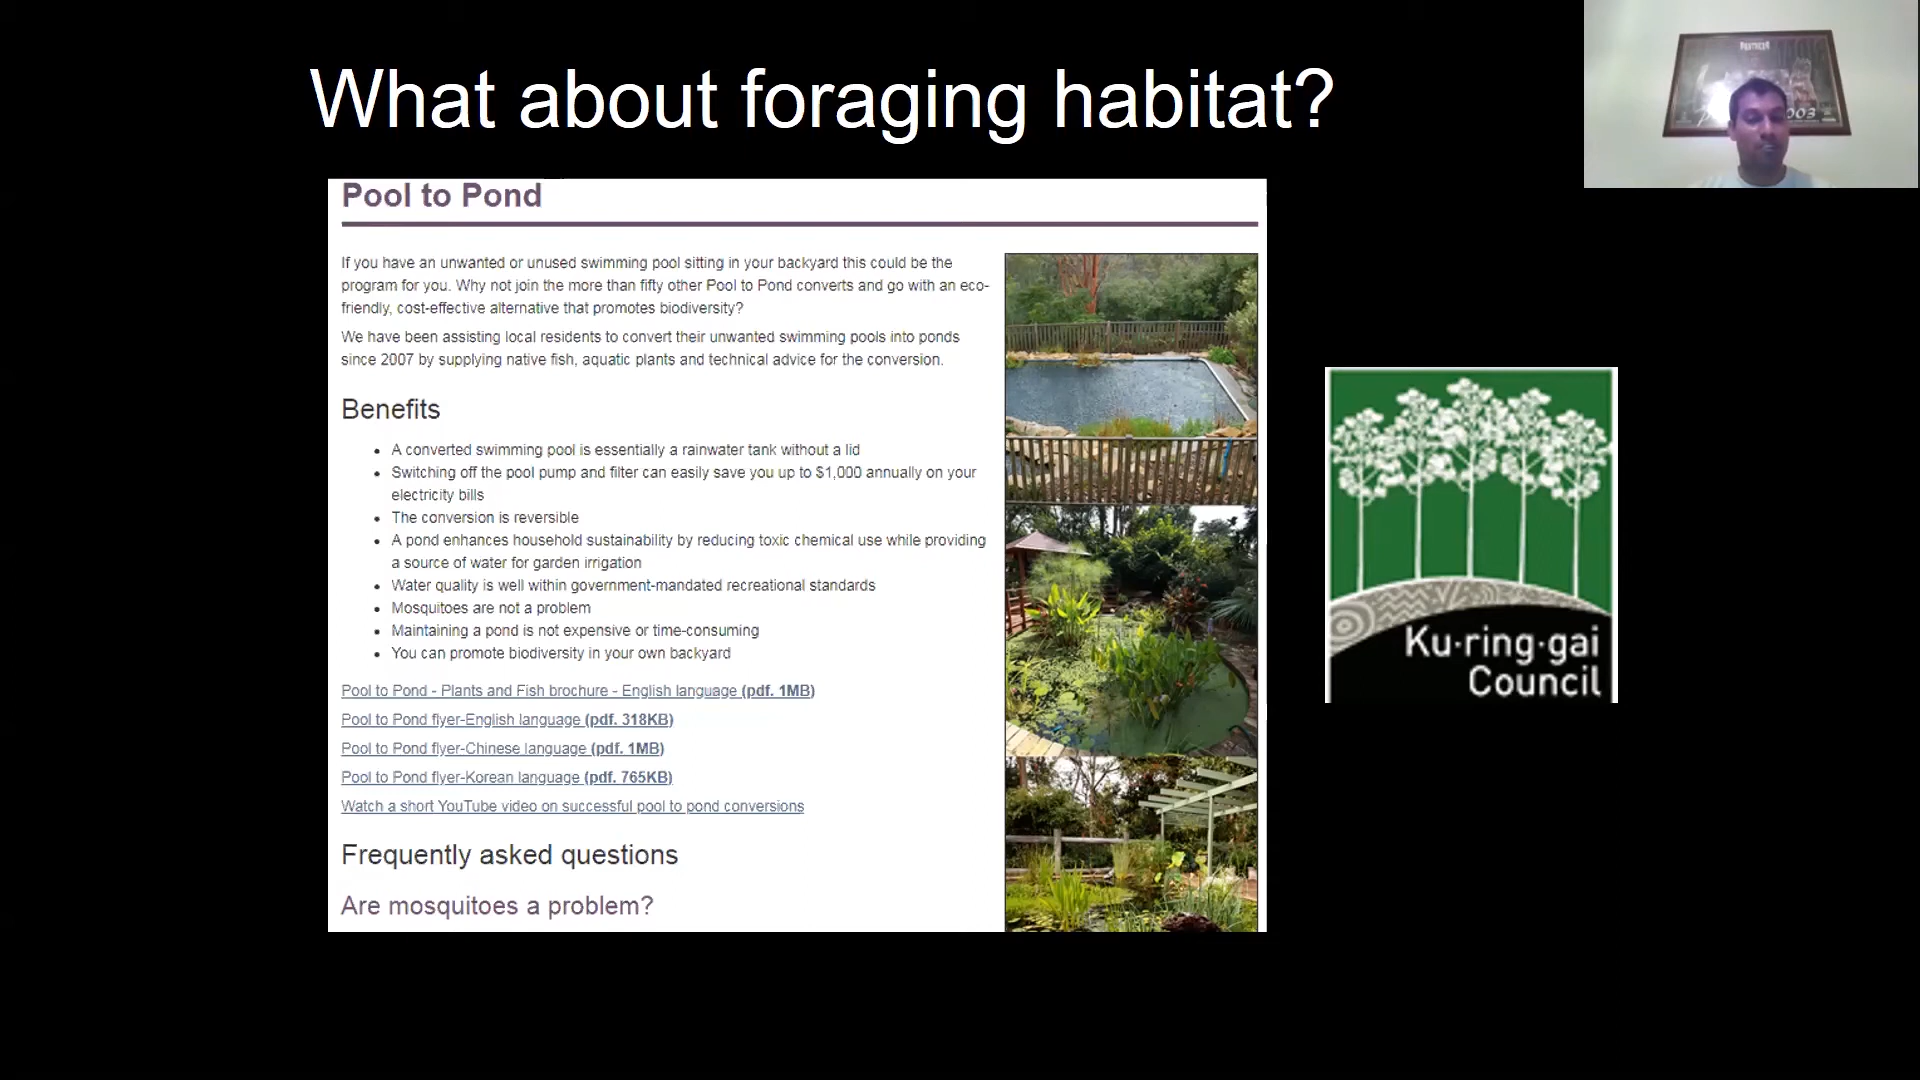 What about foraging habitat?
Pool to Pond
If you have an unwanted or unused swimming pool sitting in your backyard this could be the
program for you. Why not join the more than fifty other Pool to Pond converts and go with an eco-
friendly, cost-effective alternative that promotes biodiversity?
We have been assisting local residents to convert their unwanted swimming pools into ponds
since 2007 by supplying native fish, aquatic plants and technical advice for the conversion.
Benefits
• A converted swimming pool is essentially a rainwater tank without a lid
• Switching off the pool pump and filter can easily save you up to $1,000 annually on your
electricity bills
• The conversion is reversible
• A pond enhances household sustainability by reducing toxic chemical use while providing
a source of water for garden irrigation
• Water quality is well within government-mandated recreational standards
• Mosquitoes are not a problem
• Maintaining a pond is not expensive or time-consuming
• You can promote biodiversity in your own backyard
Pool to Pond - Plants and Fish brochure - English language (pdf. 1MB)
Pool to Pond flyer-English language (pdf. 318KB)
Pool to Pond flyer-Chinese language (pdf. 1MB)
Pool to Pond flyer-Korean language (pdf. 765KB)
Watch a short YouTube video on successful pool to pond conversions
Frequently asked questions
Are mosquitoes a problem?
Ku·ring·gai
Council